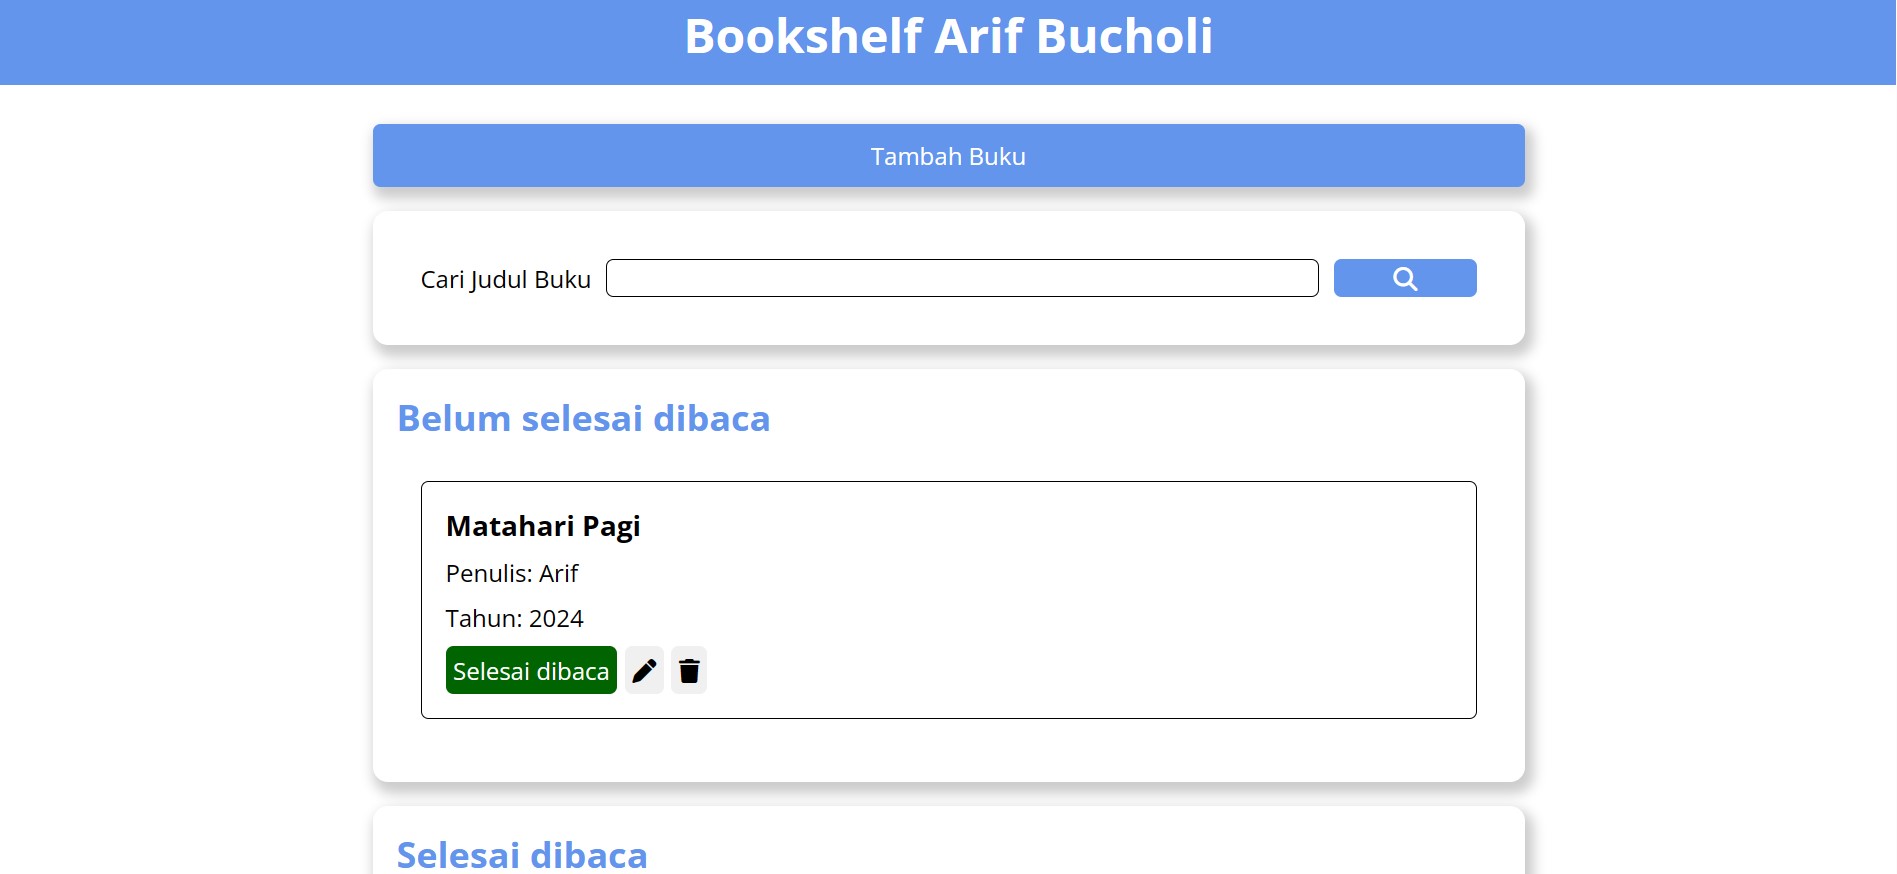 Bookshelf Arif Bucholi
Tambah Buku
Cari Judul Buku
Belum selesai dibaca
Matahari Pagi
Penulis: Arif
Tahun: 2024
Selesai dibaca
Selesai dibaca